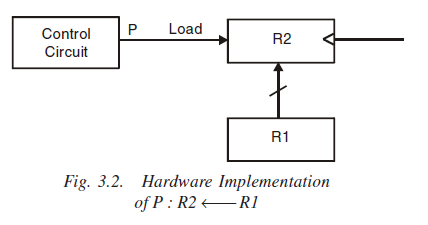 Control
Circuit
P
Load
R2
R1
Fig. 3.2. Hardware Implementation
of P : R2 ⟵ R1